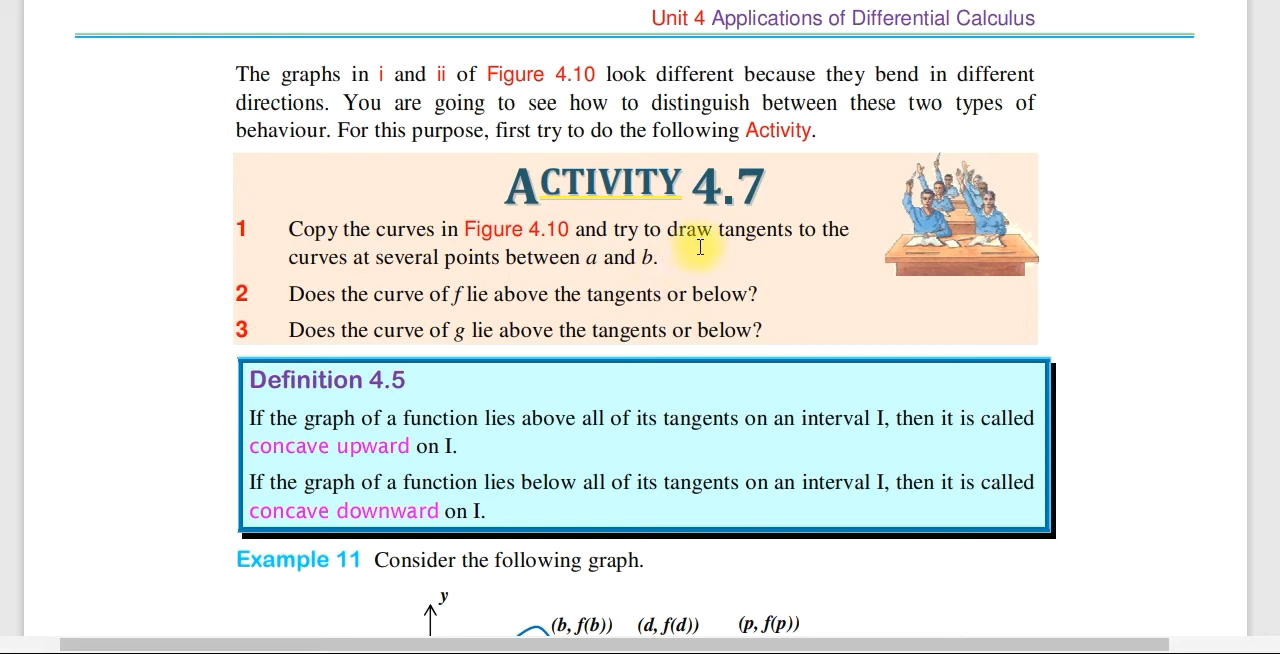 Unit 4 Applications of Differential Calculus
The graphs in i and ii of Figure 4.10 look different because they bend in different
directions. You are going to see how to distinguish between these two types of
behaviour. For this purpose, first try to do the following Activity.
ACTIVITY 4.7
1 Copy the curves in Figure 4.10 and try to draw tangents to the
curves at several points between a and b.
2 Does the curve of f lie above the tangents or below?
3 Does the curve of g lie above the tangents or below?
Definition 4.5
If the graph of a function lies above all of its tangents on an interval I, then it is called
concave upward on I.
If the graph of a function lies below all of its tangents on an interval I, then it is called
concave downward on I.
Example 11 Consider the following graph.
y
(b, f(b)) (d, f(d)) (p, f(p))